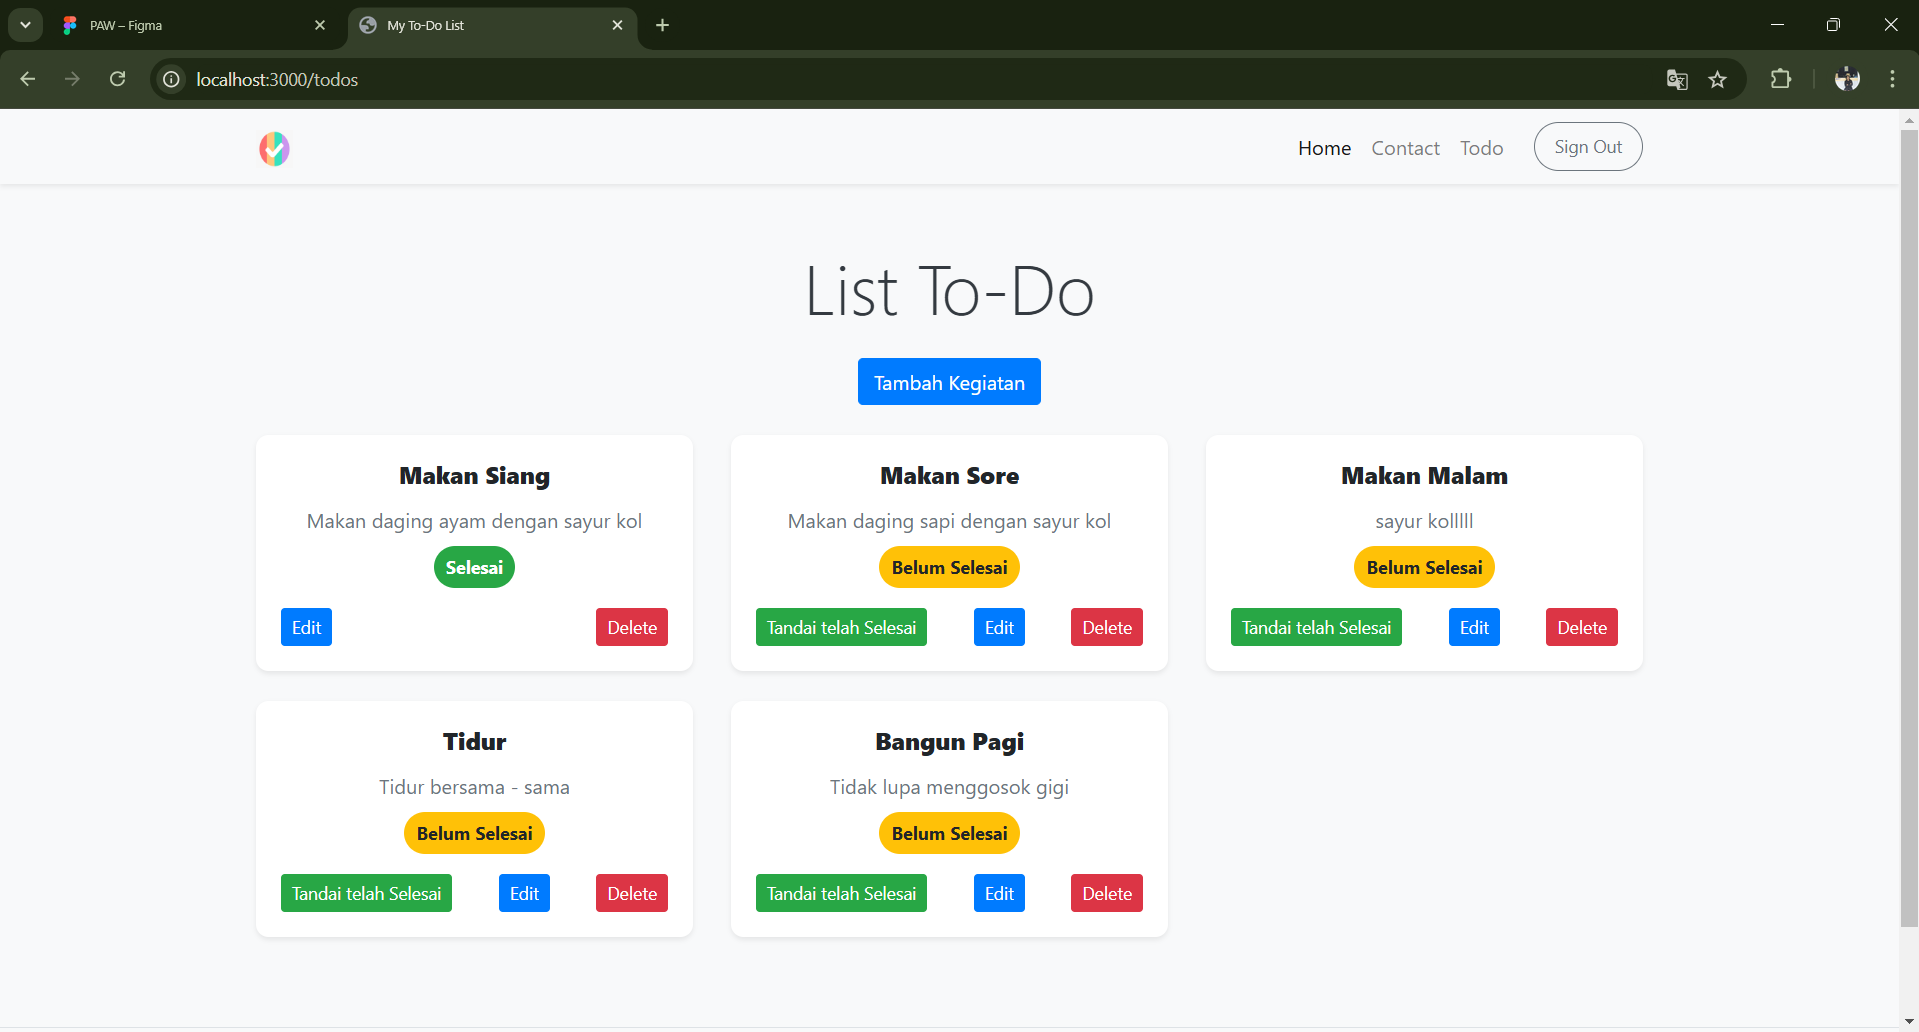 PAW – Figma
My To-Do List
localhost:3000/todos
Home Contact Todo Sign Out
List To-Do
Tambah Kegiatan
Makan Siang
Makan daging ayam dengan sayur kol
Selesai
Edit Delete
Makan Sore
Makan daging sapi dengan sayur kol
Belum Selesai
Tandai telah Selesai Edit Delete
Makan Malam
sayur kolllll
Belum Selesai
Tandai telah Selesai Edit Delete
Tidur
Tidur bersama - sama
Belum Selesai
Tandai telah Selesai Edit Delete
Bangun Pagi
Tidak lupa menggosok gigi
Belum Selesai
Tandai telah Selesai Edit Delete